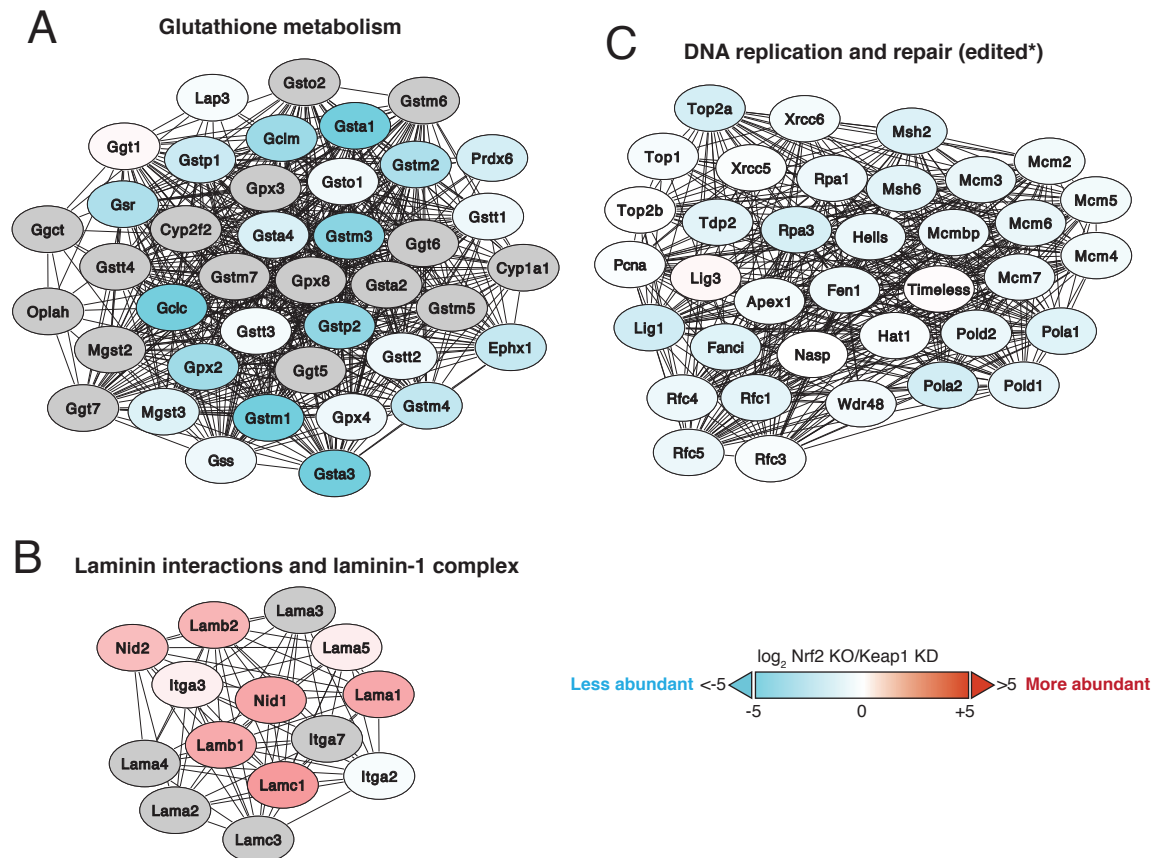 A
Glutathione metabolism
Gsto2
Lap3
Gstm6
Gsta1
Gclm
Ggt1
Gstp1
Gstm2
Prdx6
Gpx3
Gsto1
Gsr
Gstt1
Ggct
Cyp2f2
Gsta4
Gstm3
Ggt6
Gstt4
Gstm7
Gpx8
Gsta2
Cyp1a1
Oplah
Gclc
Gstm5
Gstt3
Gstp2
Mgst2
Gstt2
Ephx1
Gpx2
Ggt5
Ggt7
Mgst3
Gstm1
Gpx4
Gstm4
Gss
Gsta3
B
Laminin interactions and laminin-1 complex
Lama3
Lamb2
Nid2
Lama5
Itga3
Nid1
Lama1
Lamb1
Itga7
Lama4
Itga2
Lamc1
Lama2
Lamc3
C
DNA replication and repair (edited*)
Top2a
Xrcc6
Msh2
Top1
Xrcc5
Mcm2
Rpa1
Msh6
Mcm3
Mcm5
Top2b
Tdp2
Rpa3
Hells
Mcmbp
Mcm6
Pcna
Lig3
Mcm4
Apex1
Fen1
Timeless
Mcm7
Lig1
Fanci
Nasp
Hat1
Pold2
Pola1
Rfc4
Rfc1
Wdr48
Pola2
Pold1
Rfc5
Rfc3
log2 Nrf2 KO/Keap1 KD
Less abundant <-5 >5 More abundant
-5 0 +5